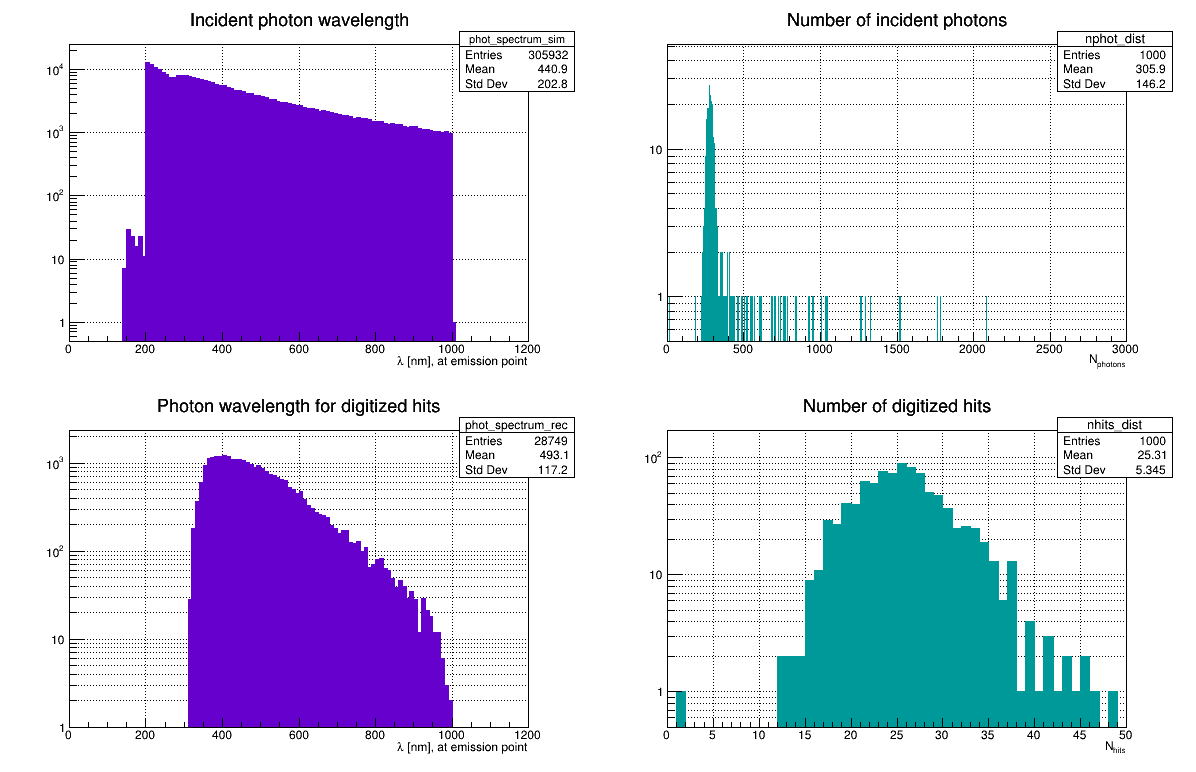 Incident photon wavelength
phot_spectrum_sim
Entries 305932
Mean 440.9
Std Dev 202.8
10^4
10^3
10^2
10
1
0 200 400 600 800 1000 1200
λ [nm], at emission point
Number of incident photons
nphot_dist
Entries 1000
Mean 305.9
Std Dev 146.2
10
1
0 500 1000 1500 2000 2500 3000
N_photons
Photon wavelength for digitized hits
phot_spectrum_rec
Entries 28749
Mean 493.1
Std Dev 117.2
10^3
10^2
10
1
0 200 400 600 800 1000 1200
λ [nm], at emission point
Number of digitized hits
nhits_dist
Entries 1000
Mean 25.31
Std Dev 5.345
10^2
10
1
0 5 10 15 20 25 30 35 40 45 50
N_hits